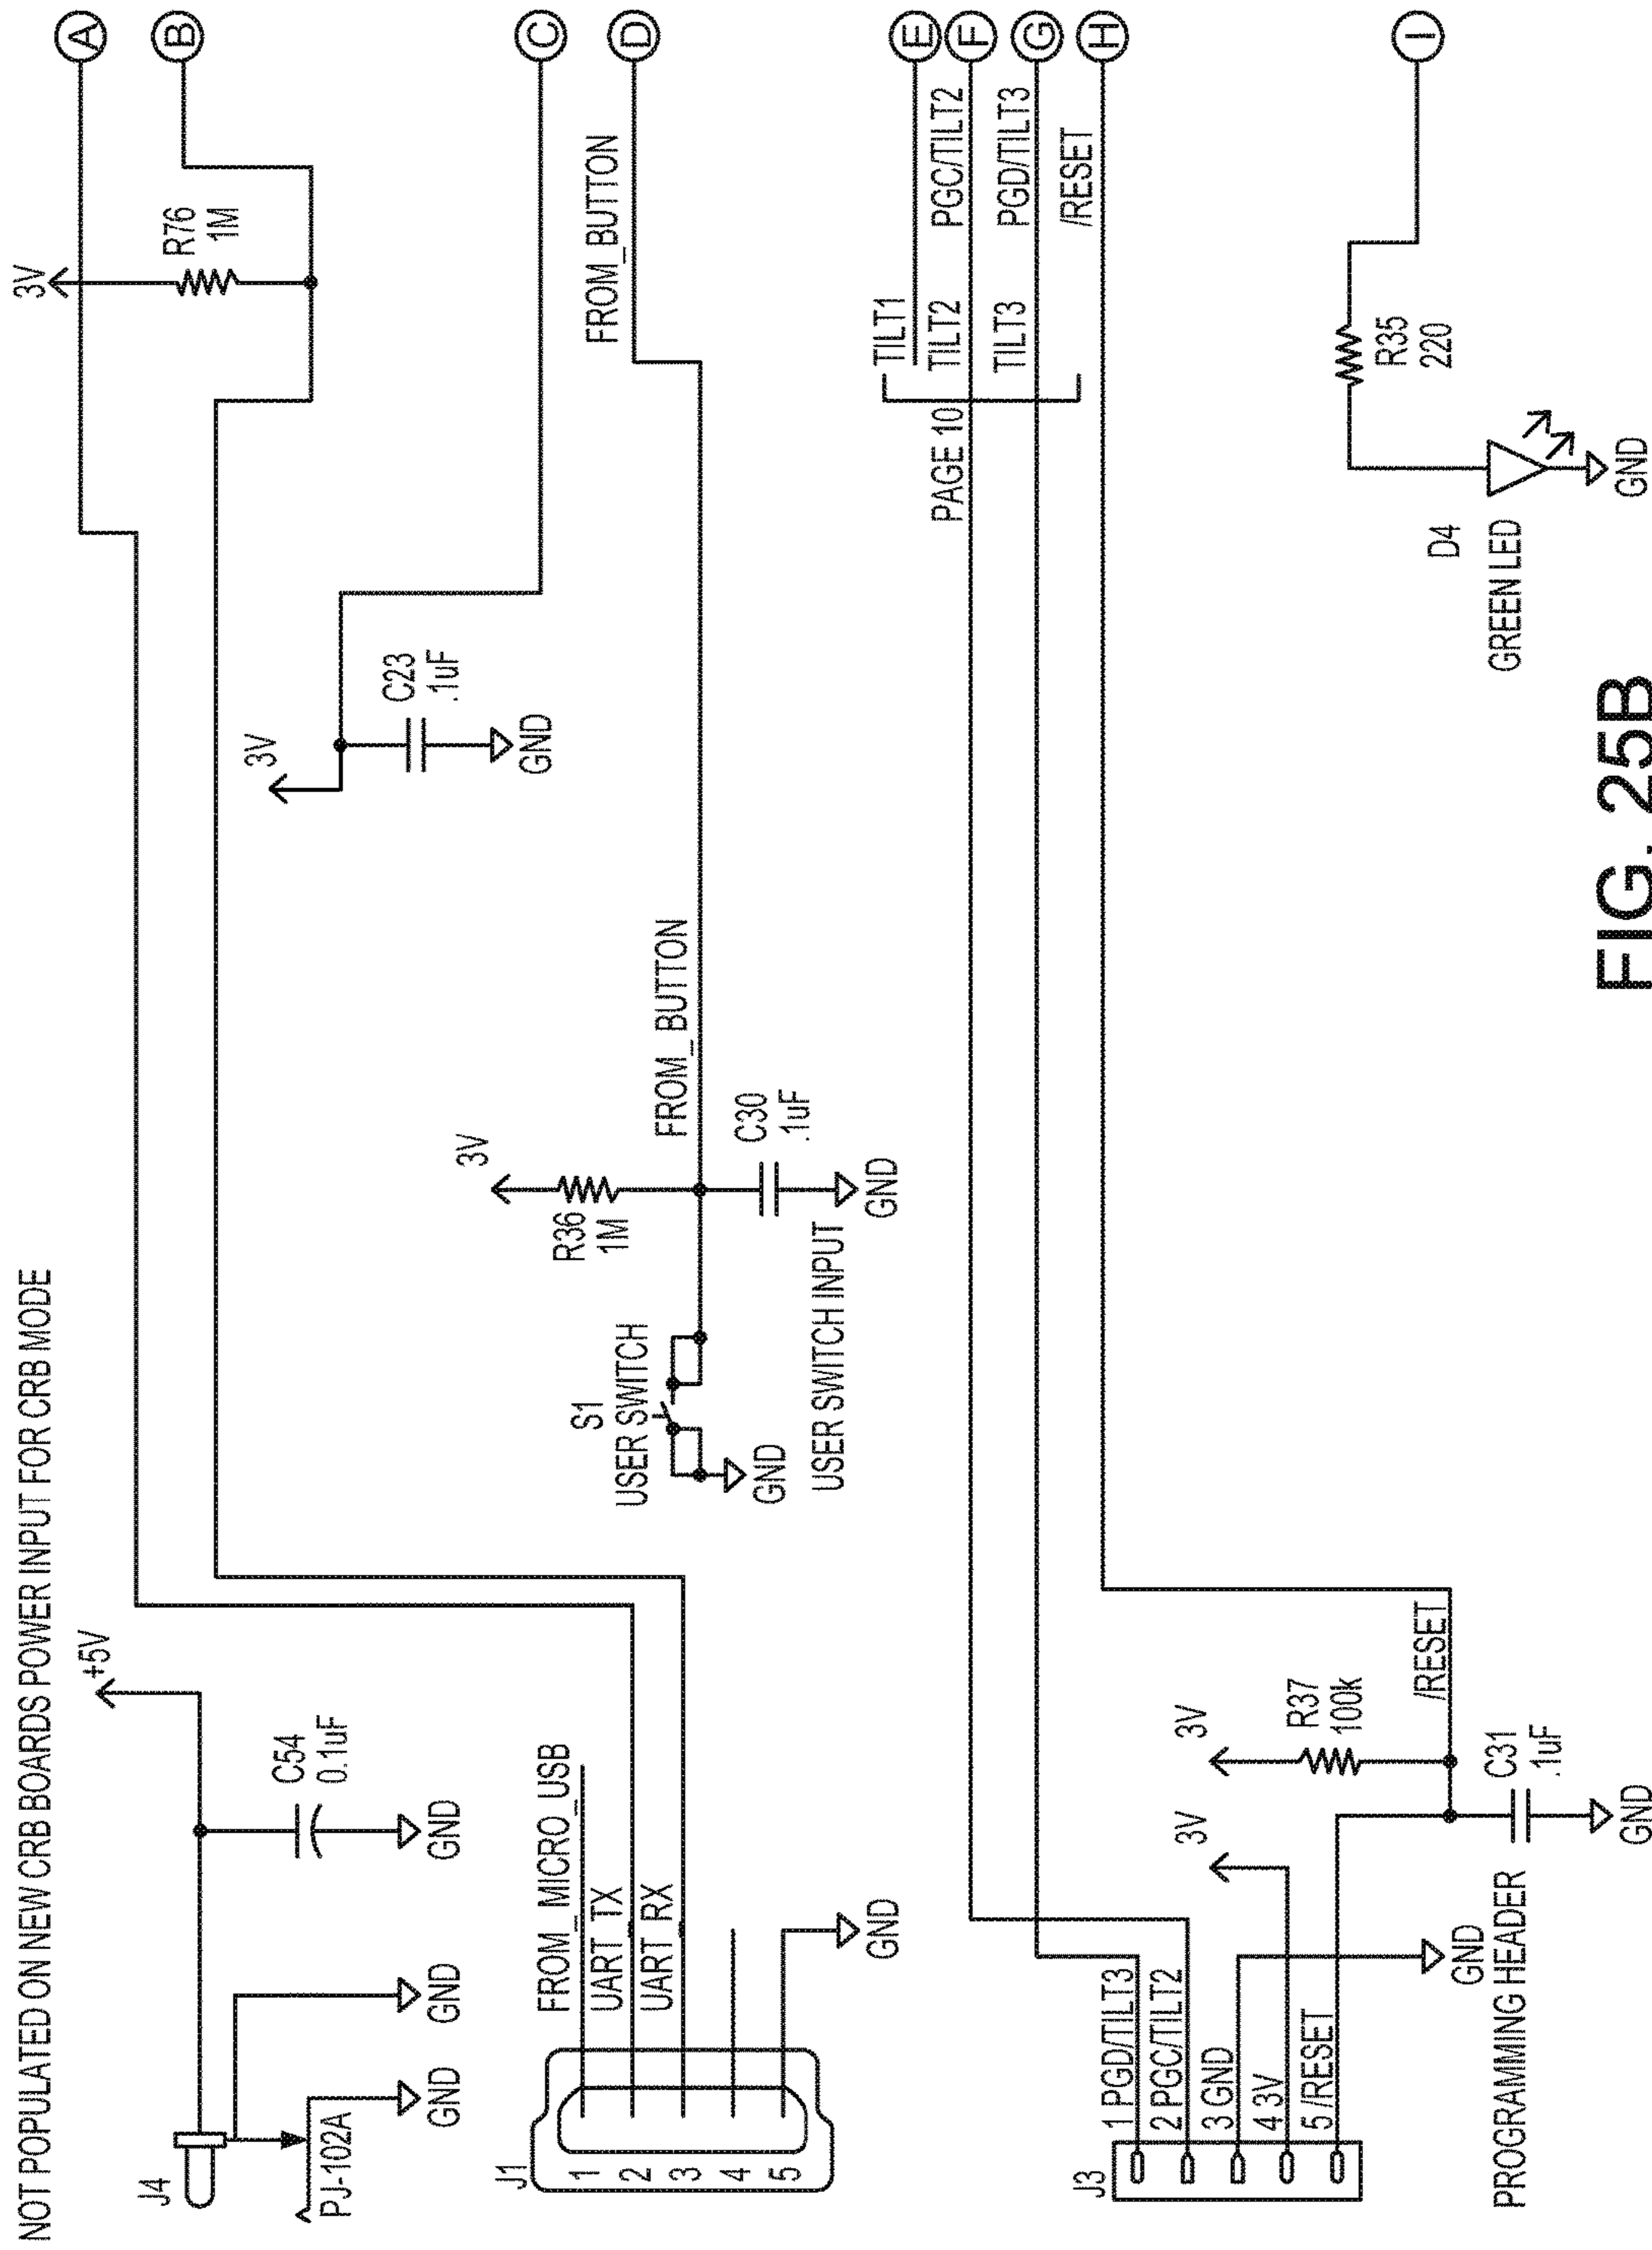 NOT POPULATED ON NEW CRB BOARDS POWER INPUT FOR CRB MODE
J4
PJ-102A
GND
GND
C54
0.1uF
GND
+5V
3V
R76
1M
A
B
J1
1
2
3
4
5
FROM_MICRO_USB
UART_TX
UART_RX
GND
3V
C23
.1uF
GND
C
S1
USER SWITCH
GND
3V
R36
1M
FROM_BUTTON
C30
.1uF
GND
USER SWITCH INPUT
FROM_BUTTON
D
PAGE 10
TILT1
TILT2
PGC/TILT2
TILT3
PGD/TILT3
/RESET
E
F
G
H
J3
1 PGD/TILT3
2 PGC/TILT2
3 GND
4 3V
5 /RESET
GND
PROGRAMMING HEADER
3V
3V
R37
100k
/RESET
C31
.1uF
GND
D4
GREEN LED
GND
R35
220
I
FIG. 25B